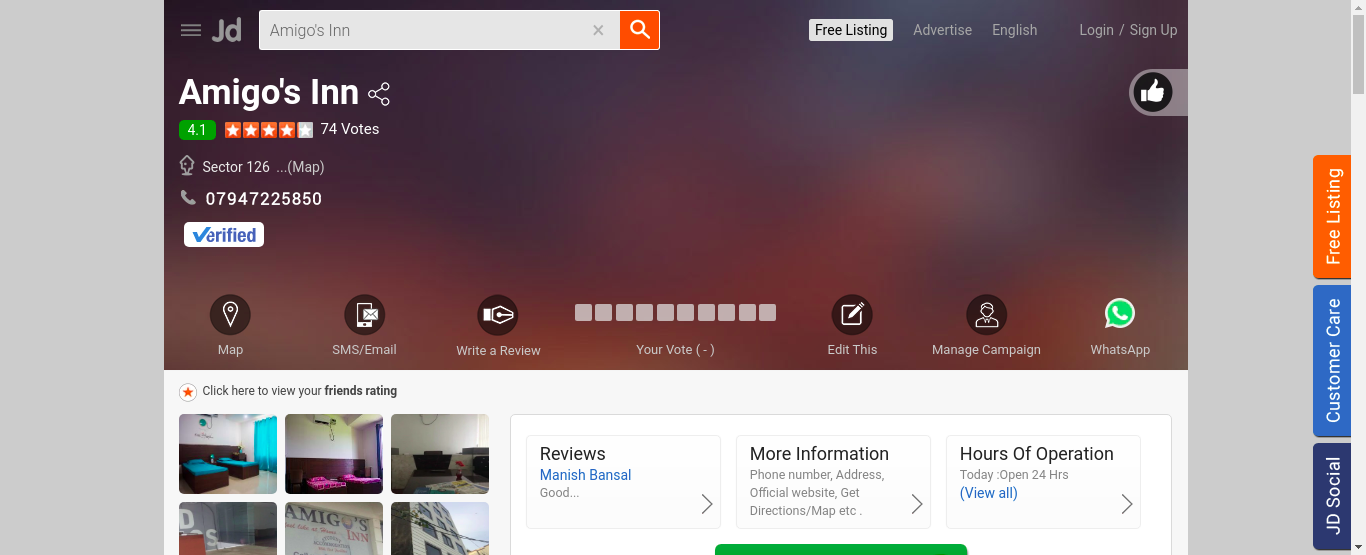 Jd
Amigo's Inn
Free Listing
Advertise
English
Login / Sign Up
Amigo's Inn
4.1
74 Votes
Sector 126 ...(Map)
07947225850
Verified
Map
SMS/Email
Write a Review
Your Vote ( - )
Edit This
Manage Campaign
WhatsApp
Click here to view your friends rating
AMIGO'S
INN
Reviews
Manish Bansal
Good...
More Information
Phone number, Address,
Official website, Get
Directions/Map etc .
Hours Of Operation
Today :Open 24 Hrs
(View all)
Free Listing
Customer Care
JD Social